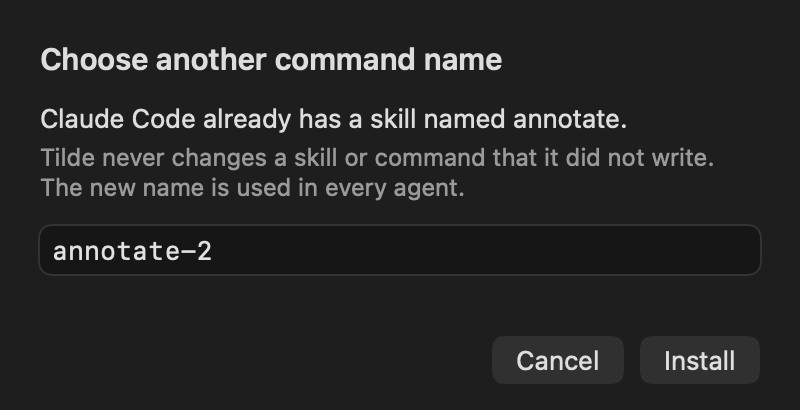 Choose another command name
Claude Code already has a skill named annotate.
Tilde never changes a skill or command that it did not write.
The new name is used in every agent.
annotate-2
Cancel
Install